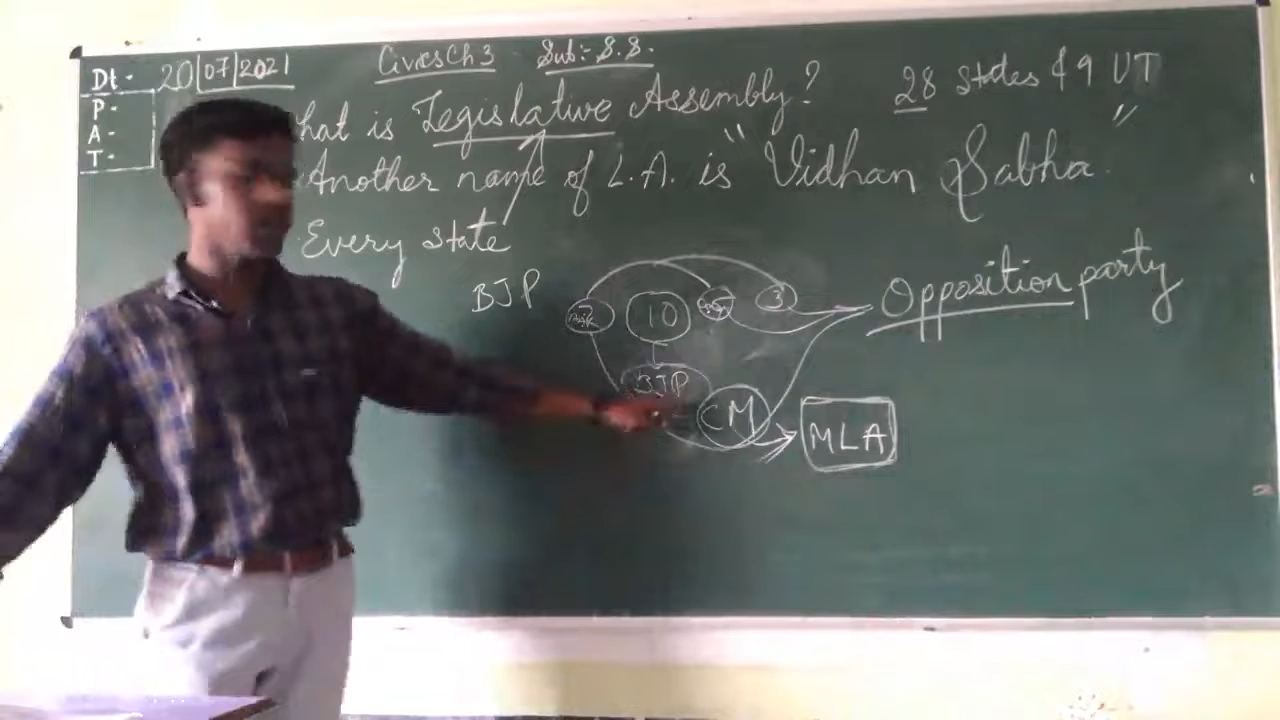 Dt - 20/07/2021 Civics Ch 3 Sub:- S.S.
P -
A -
T -
hat is Legislative Assembly? 28 States & 9 UT
Another name of L.A. is "Vidhan Sabha"
Every state
BJP
10 3 Opposition party
BJP
CM MLA